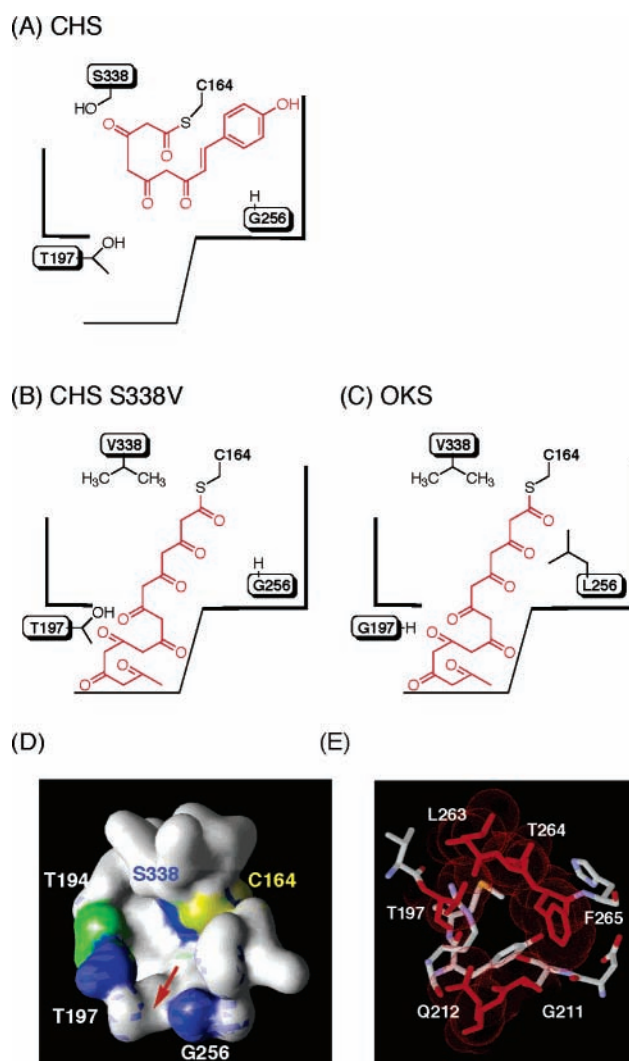 (A) CHS
S338
C164
HO
OH
S
O
O
O
O
H
G256
OH
T197
(B) CHS S338V
V338
C164
H₃C CH₃
S
O
O
O
H
G256
OH
O
T197
O
O
O
O
(C) OKS
V338
C164
H₃C CH₃
S
O
O
O
L256
O
G197-H
O
O
O
O
(D)
T194
S338
C164
T197
G256
(E)
L263
T264
T197
F265
Q212
G211